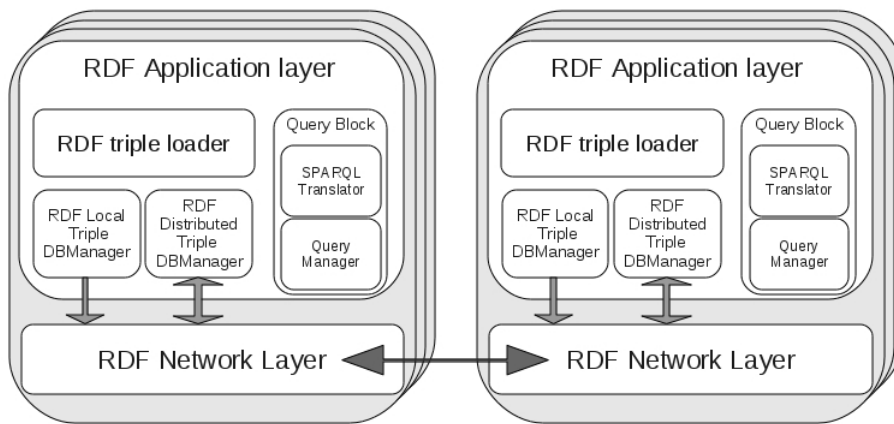 RDF Application layer
RDF triple loader
Query Block
SPARQL
Translator
RDF Local
Triple
DBManager
RDF
Distributed
Triple
DBManager
Query
Manager
RDF Network Layer
RDF Application layer
RDF triple loader
Query Block
SPARQL
Translator
RDF Local
Triple
DBManager
RDF
Distributed
Triple
DBManager
Query
Manager
RDF Network Layer